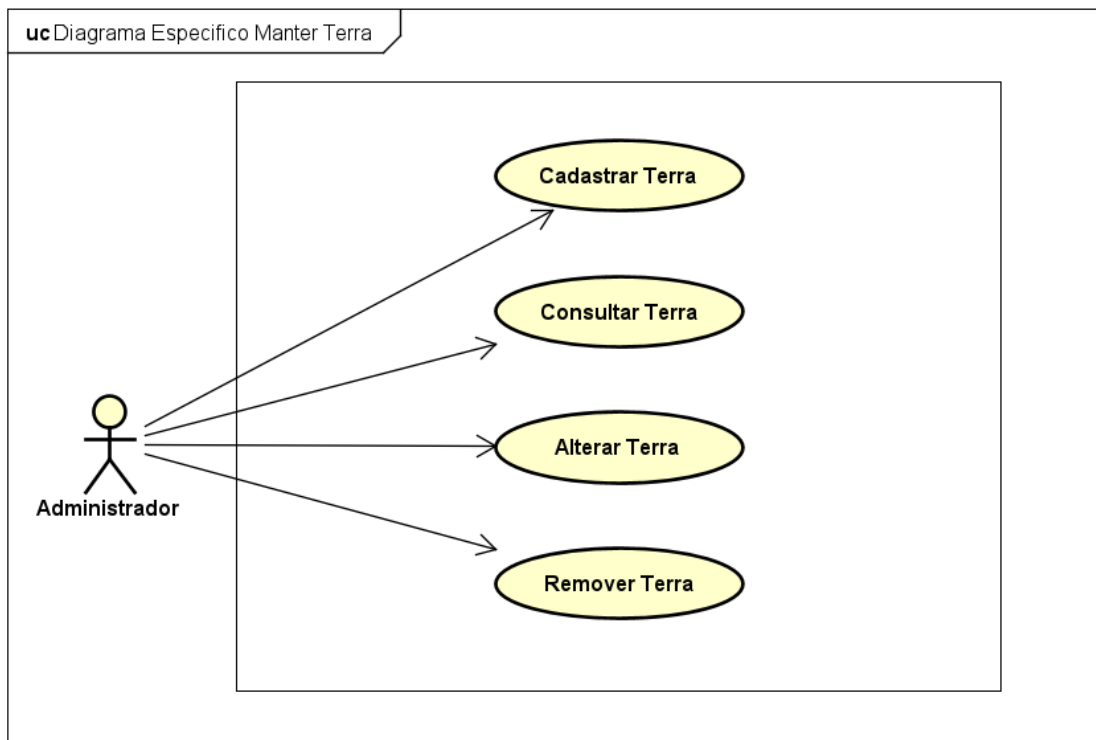 uc Diagrama Especifico Manter Terra
Cadastrar Terra
Consultar Terra
Alterar Terra
Administrador
Remover Terra